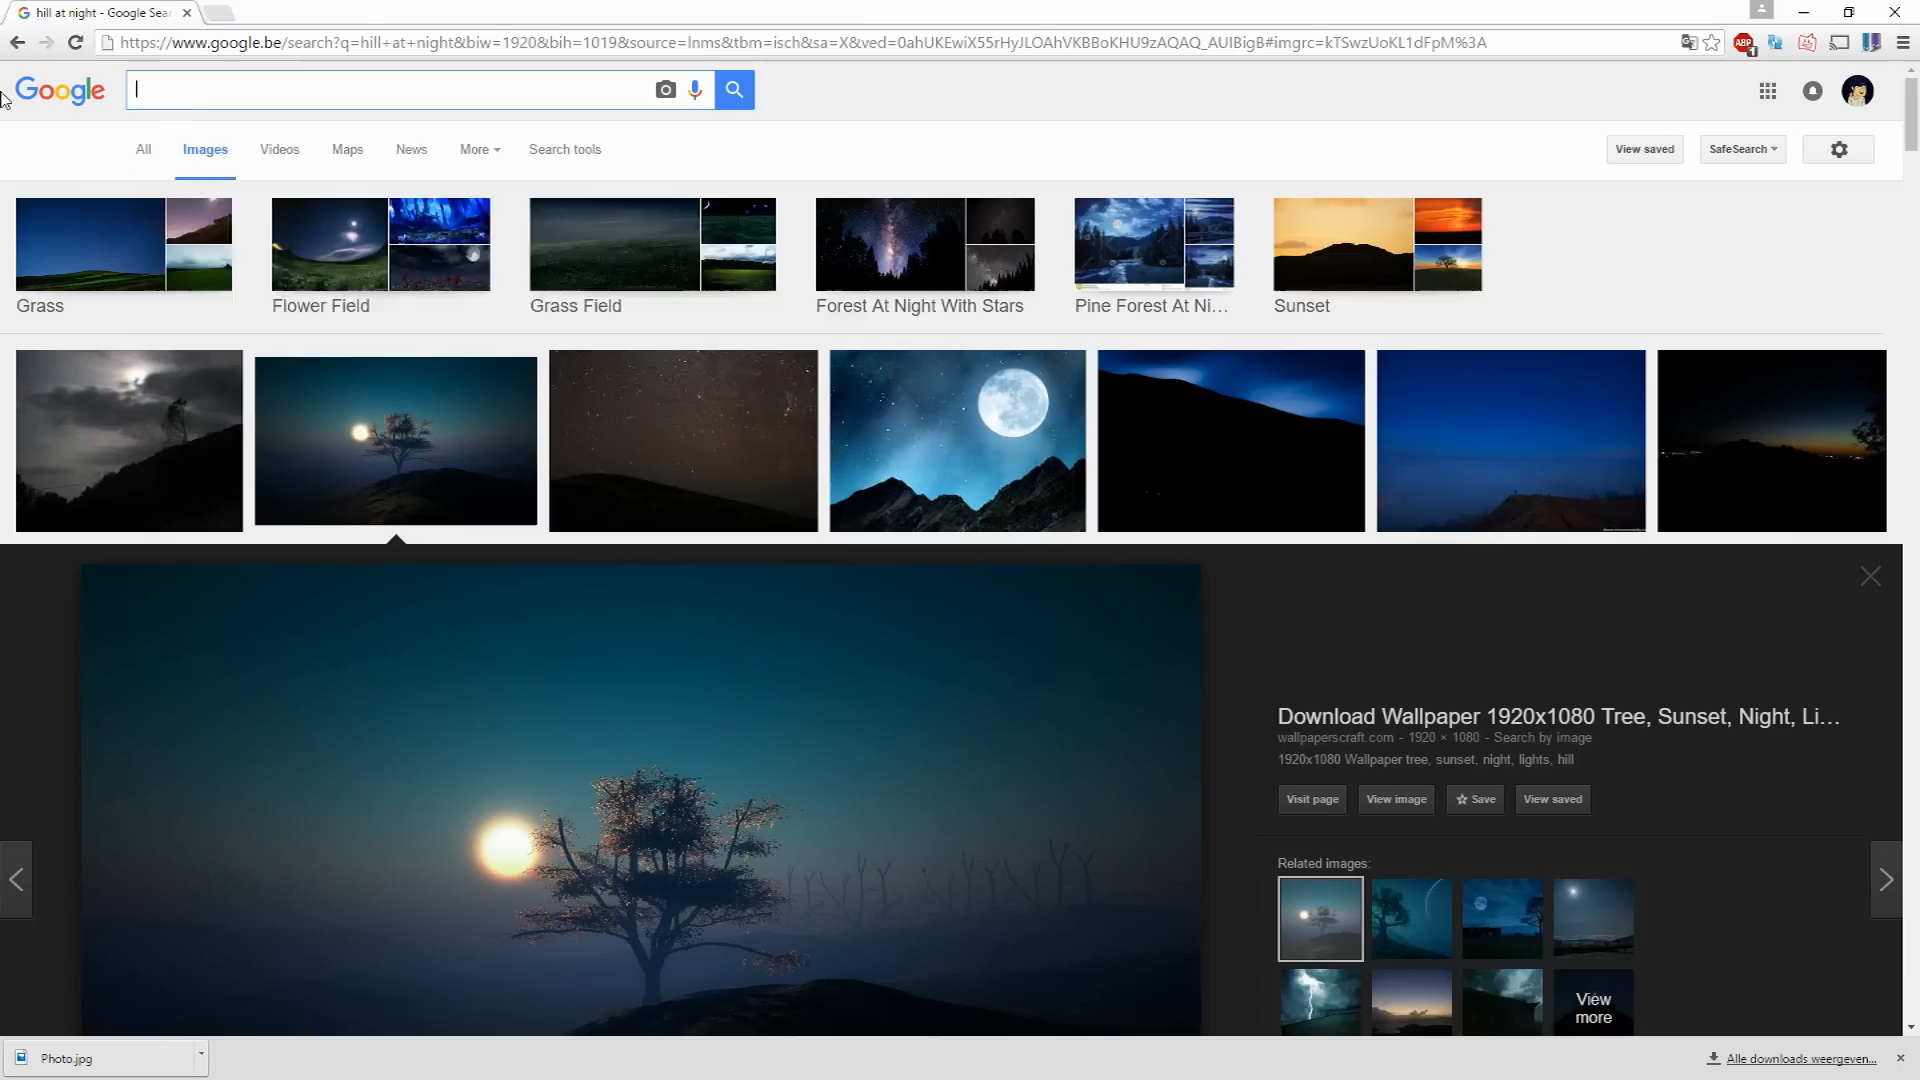 hill at night - Google Sea
https://www.google.be/search?q=hill+at+night&biw=1920&bih=1019&source=lnms&tbm=isch&sa=X&ved=0ahUKEwiX55rHyJLOAhVKBBoKHU9zAQAQ_AUIBigB#imgrc=kTSwzUoKL1dFpM%3A
ABP
1
Google
All Images Videos Maps News More Search tools View saved SafeSearch
Grass Flower Field Grass Field Forest At Night With Stars Pine Forest At Ni... Sunset
Download Wallpaper 1920x1080 Tree, Sunset, Night, Li...
wallpaperscraft.com - 1920 × 1080 - Search by image
1920x1080 Wallpaper tree, sunset, night, lights, hill
Visit page View image Save View saved
Related images:
View
more
Photo.jpg Alle downloads weergeven...